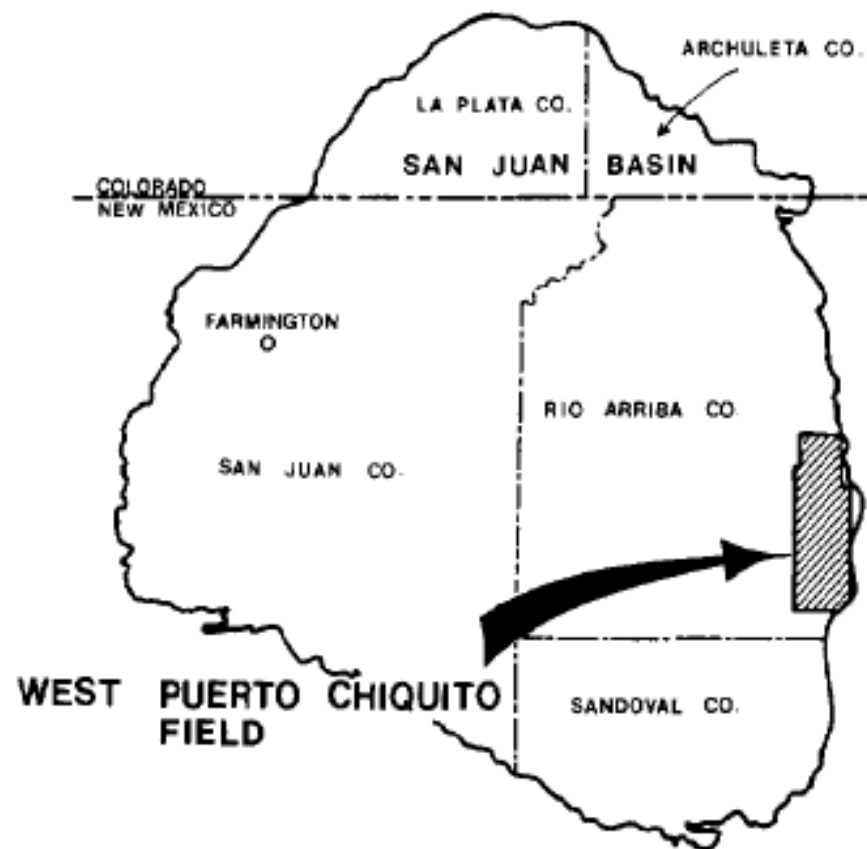 ARCHULETA CO.
LA PLATA CO.
SAN JUAN BASIN
COLORADO
NEW MEXICO
FARMINGTON
RIO ARRIBA CO.
SAN JUAN CO.
WEST PUERTO CHIQUITO
FIELD
SANDOVAL CO.